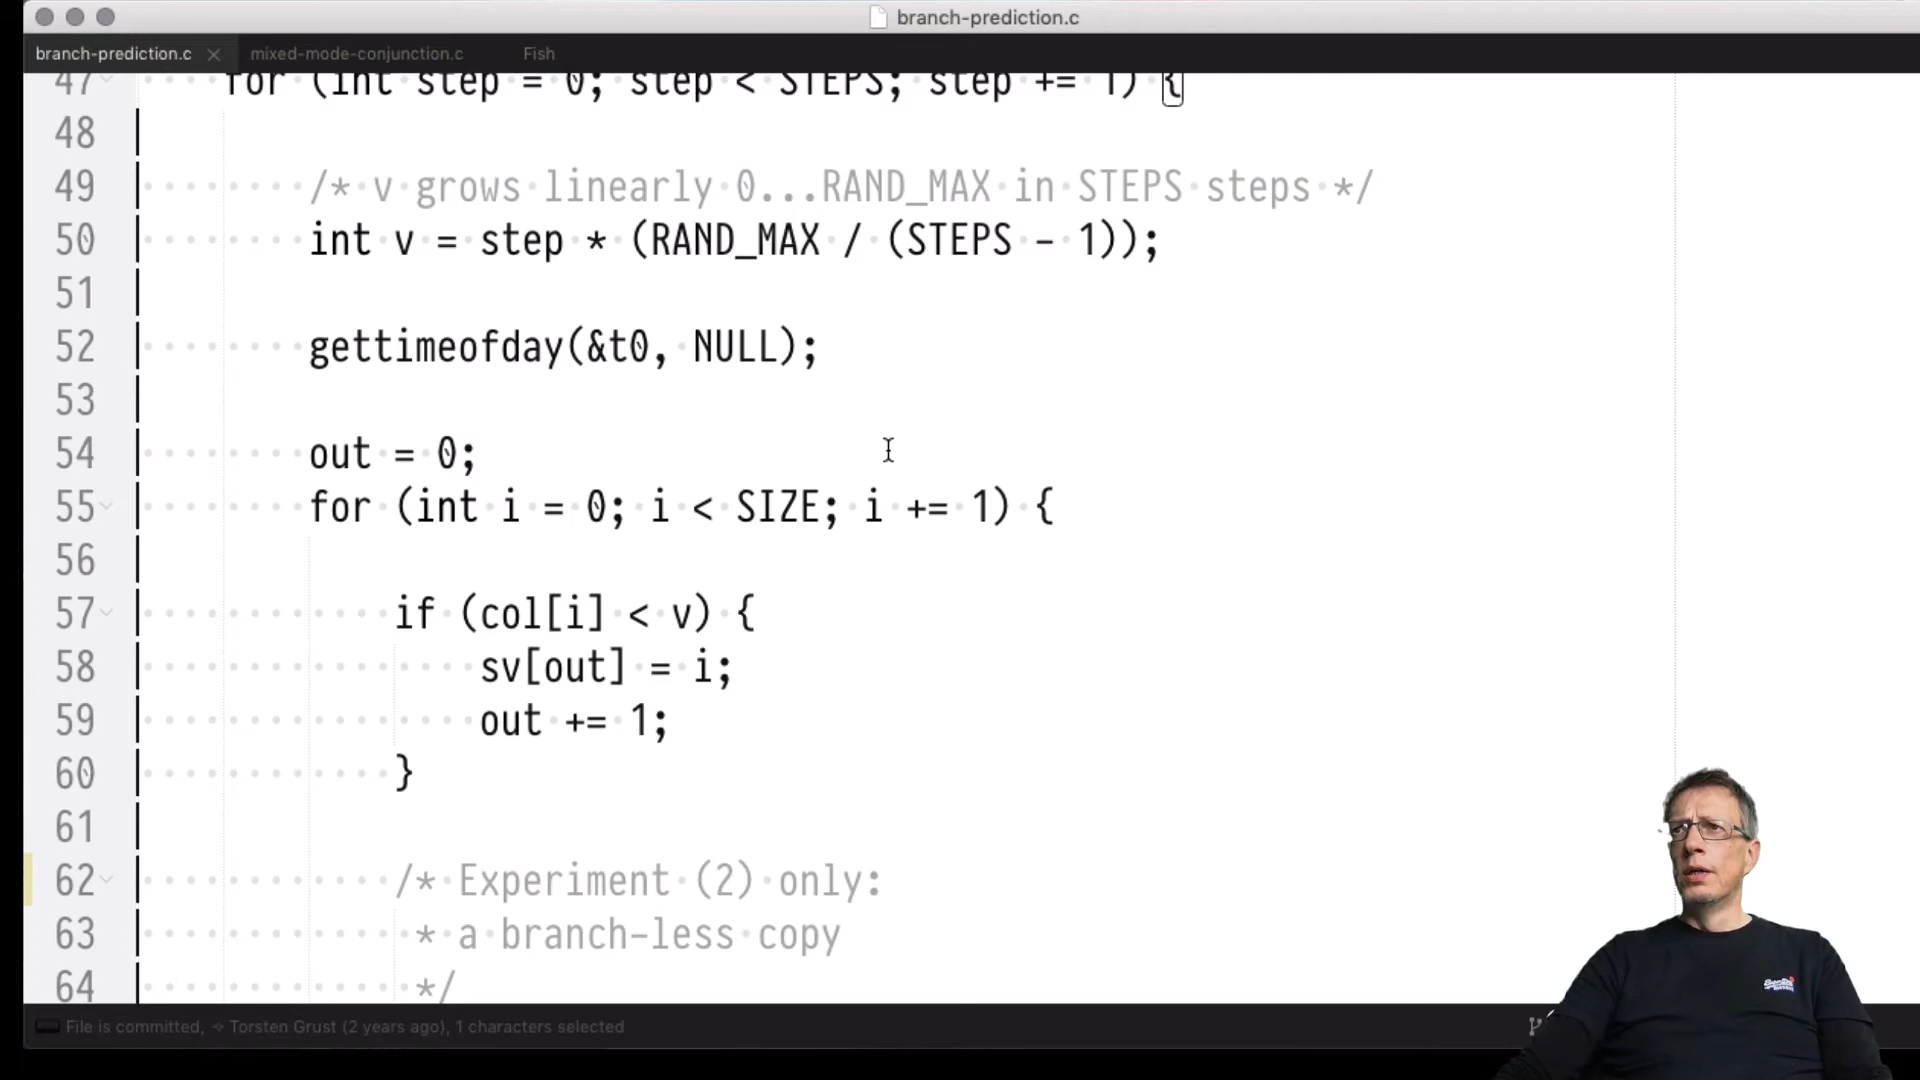 branch-prediction.c
branch-prediction.c mixed-mode-conjunction.c Fish
47 for (int step = 0; step < STEPS; step += 1) {
48
49 /* v grows linearly 0...RAND_MAX in STEPS steps */
50 int v = step * (RAND_MAX / (STEPS - 1));
51
52 gettimeofday(&t0, NULL);
53
54 out = 0;
55 for (int i = 0; i < SIZE; i += 1) {
56
57 if (col[i] < v) {
58 sv[out] = i;
59 out += 1;
60 }
61
62 /* Experiment (2) only:
63 * a branch-less copy
64 */
File is committed, Torsten Grust (2 years ago), 1 characters selected